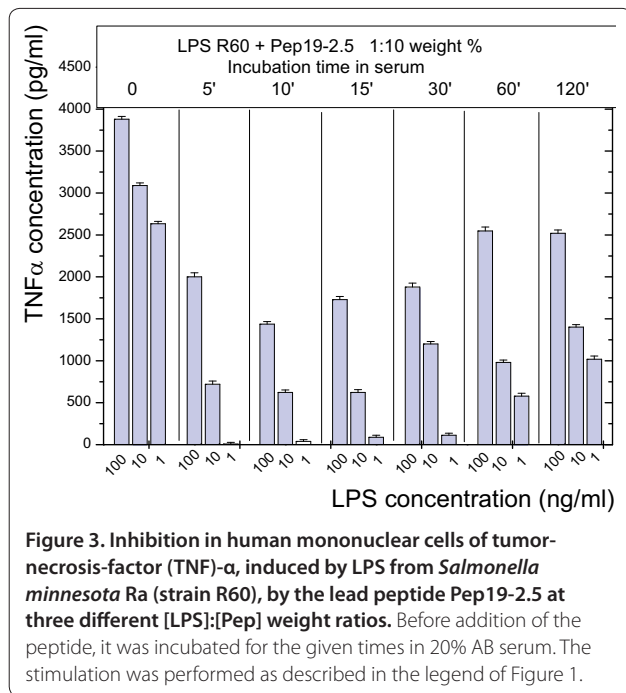 LPS R60 + Pep19-2.5 1:10 weight %
Incubation time in serum
0 5' 10' 15' 30' 60' 120'
TNFα concentration (pg/ml)
4500
4000
3500
3000
2500
2000
1500
1000
500
0
100 10 1 100 10 1 100 10 1 100 10 1 100 10 1 100 10 1 100 10 1
LPS concentration (ng/ml)
Figure 3. Inhibition in human mononuclear cells of tumor-
necrosis-factor (TNF)-α, induced by LPS from Salmonella
minnesota Ra (strain R60), by the lead peptide Pep19-2.5 at
three different [LPS]:[Pep] weight ratios. Before addition of the
peptide, it was incubated for the given times in 20% AB serum. The
stimulation was performed as described in the legend of Figure 1.